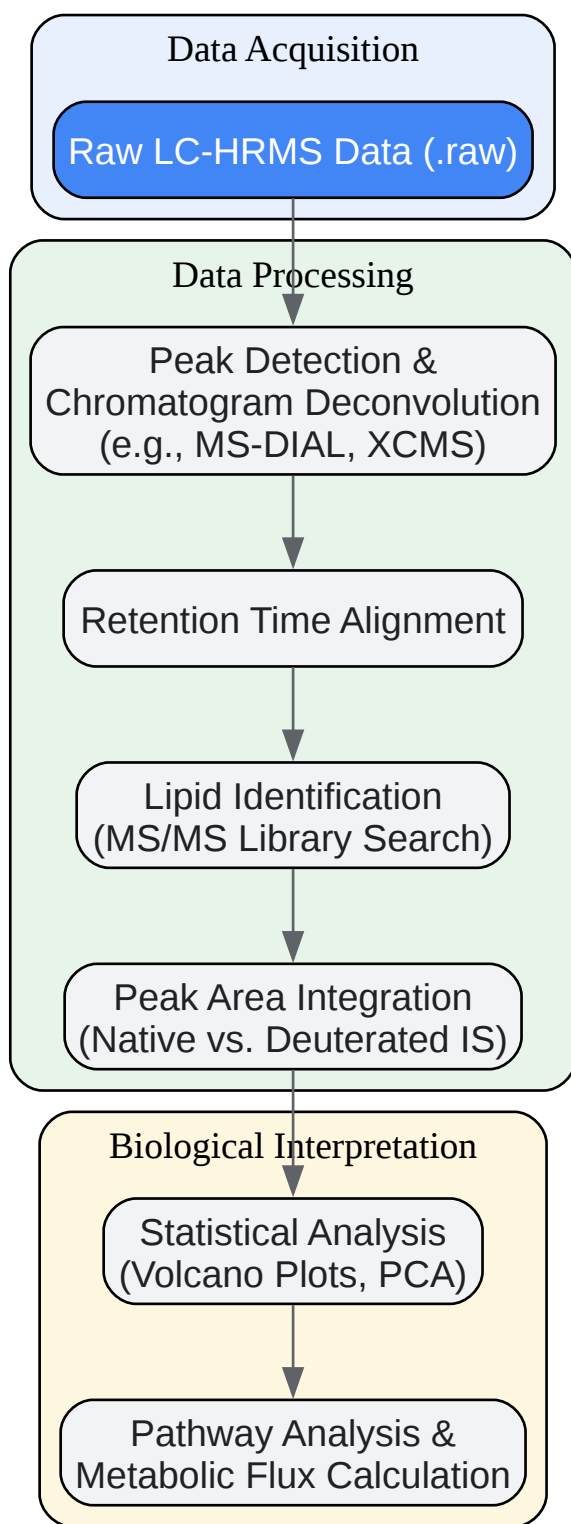 Data Acquisition
Raw LC-HRMS Data (.raw)
Data Processing
Peak Detection &
Chromatogram Deconvolution
(e.g., MS-DIAL, XCMS)
Retention Time Alignment
Lipid Identification
(MS/MS Library Search)
Peak Area Integration
(Native vs. Deuterated IS)
Biological Interpretation
Statistical Analysis
(Volcano Plots, PCA)
Pathway Analysis &
Metabolic Flux Calculation